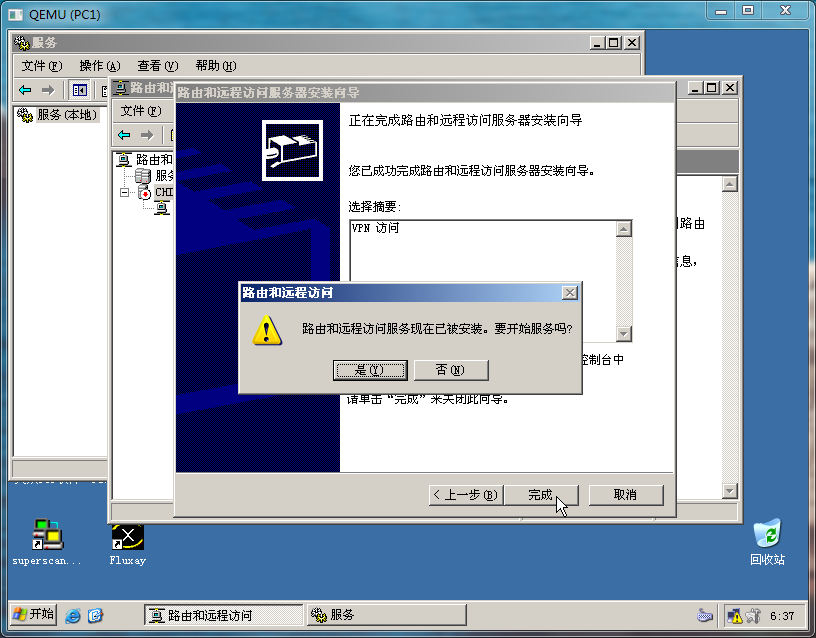 QEMU (PC1)
服务
文件(F) 操作(A) 查看(V) 帮助(H)
服务(本地)
路由和远
文件(F)
路由和
服务
CHI
路由和远程访问服务器安装向导
正在完成路由和远程访问服务器安装向导
您已成功完成路由和远程访问服务器安装向导。
选择摘要:
VPN 访问
路由
信息,
路由和远程访问
路由和远程访问服务现在已被安装。要开始服务吗?
是(Y) 否(N)
控制台中
请单击“完成”来关闭此向导。
< 上一步(B) 完成 取消
superscan...
Fluxay
回收站
开始 路由和远程访问 服务 6:37